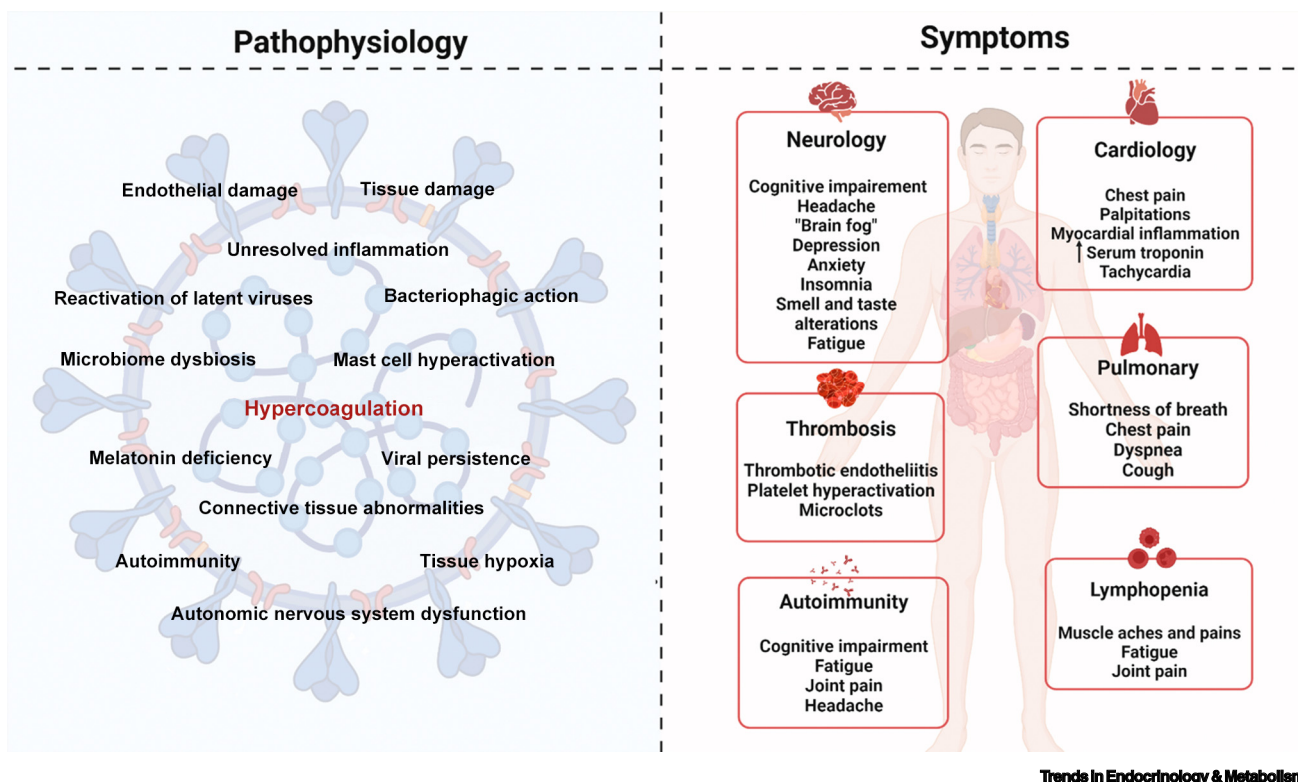 Pathophysiology
Endothelial damage
Tissue damage
Unresolved inflammation
Reactivation of latent viruses
Bacteriophagic action
Microbiome dysbiosis
Mast cell hyperactivation
Hypercoagulation
Melatonin deficiency
Viral persistence
Connective tissue abnormalities
Autoimmunity
Tissue hypoxia
Autonomic nervous system dysfunction
Symptoms
Neurology
Cognitive impairement
Headache
"Brain fog"
Depression
Anxiety
Insomnia
Smell and taste
alterations
Fatigue
Cardiology
Chest pain
Palpitations
Myocardial inflammation
↑ Serum troponin
Tachycardia
Thrombosis
Thrombotic endotheliitis
Platelet hyperactivation
Microclots
Pulmonary
Shortness of breath
Chest pain
Dyspnea
Cough
Autoimmunity
Cognitive impairment
Fatigue
Joint pain
Headache
Lymphopenia
Muscle aches and pains
Fatigue
Joint pain
Trends in Endocrinology & Metabolism